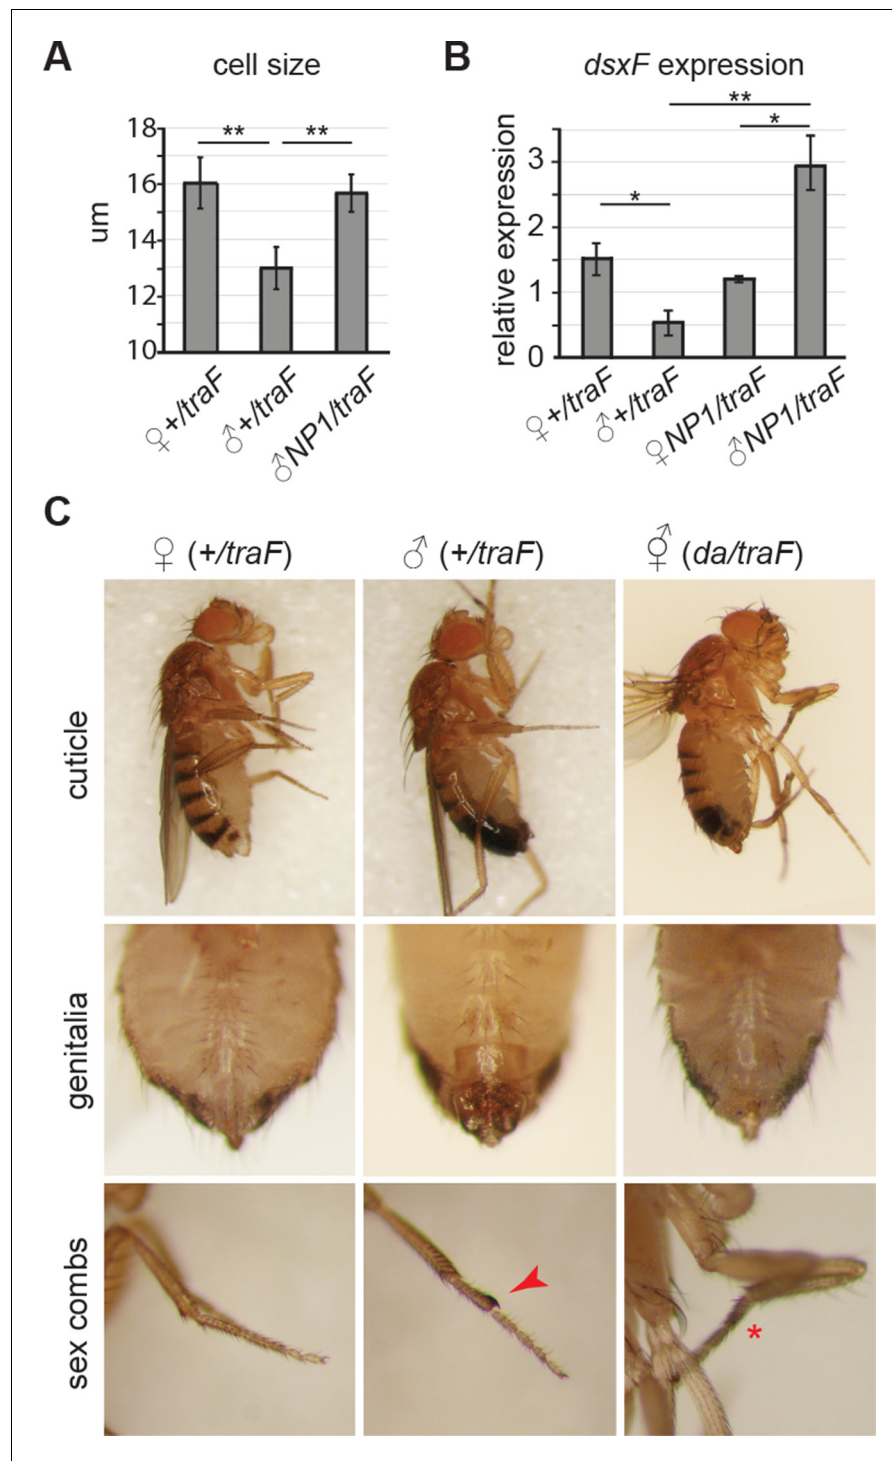 A
cell size
** **
um
18
16
14
12
10
♀+/traF
♂+/traF
♂NP1/traF
B
dsxF expression
**
*
*
relative expression
3
2
1
0
♀+/traF
♂+/traF
♀NP1/traF
♂NP1/traF
C
♀ (+/traF) ♂ (+/traF) ⚥ (da/traF)
cuticle
genitalia
sex combs
*